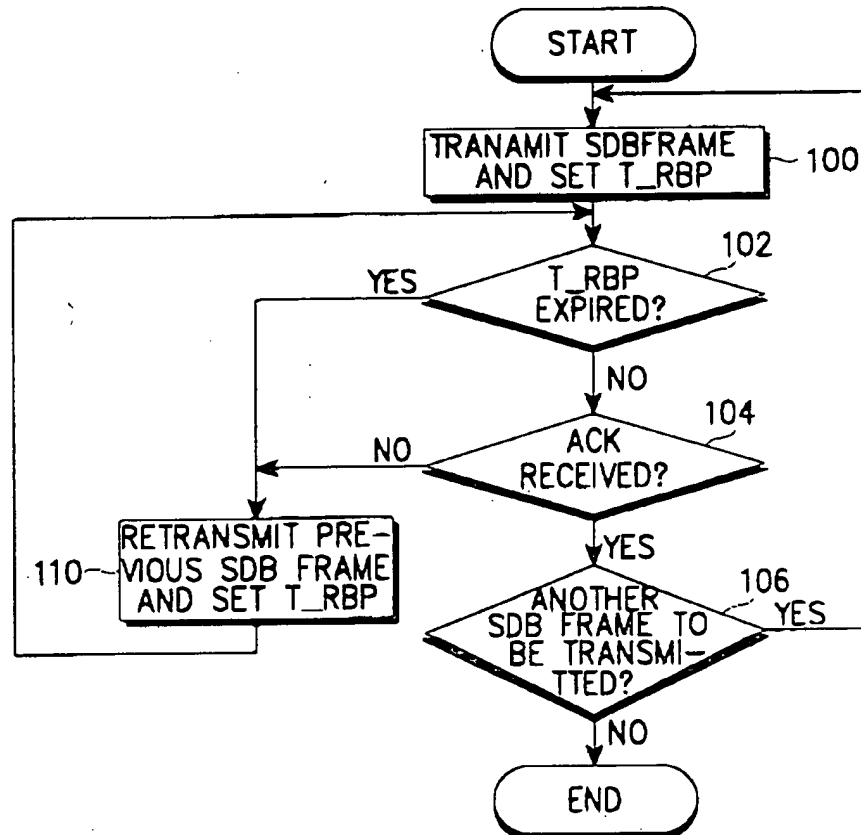 START
TRANAMIT SDBFRAME
AND SET T_RBP
100
102
T_RBP
EXPIRED?
YES
NO
104
ACK
RECEIVED?
NO
YES
RETRANSMIT PRE-
VIOUS SDB FRAME
AND SET T_RBP
110
106
ANOTHER
SDB FRAME TO
BE TRANSMI-
TTED?
YES
NO
END